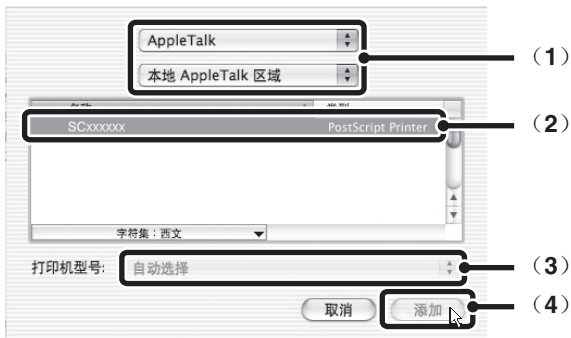 AppleTalk
（1）
本地 AppleTalk 区域
SCxxxxxx PostScript Printer （2）
字符集：西文
打印机型号: 自动选择 （3）
取消 添加 （4）